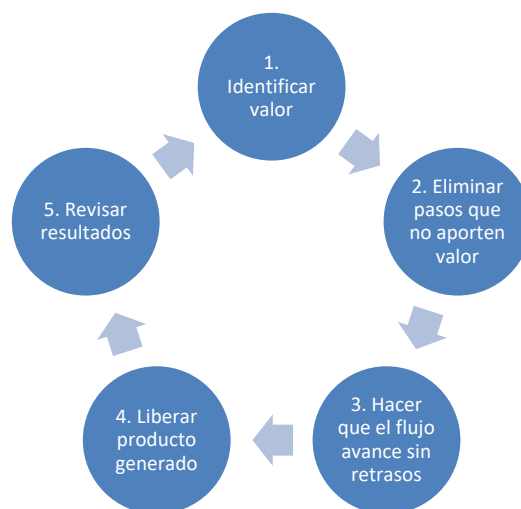 1.
Identificar
valor
2. Eliminar
pasos que
no aporten
valor
3. Hacer
que el flujo
avance sin
retrasos
4. Liberar
producto
generado
5. Revisar
resultados